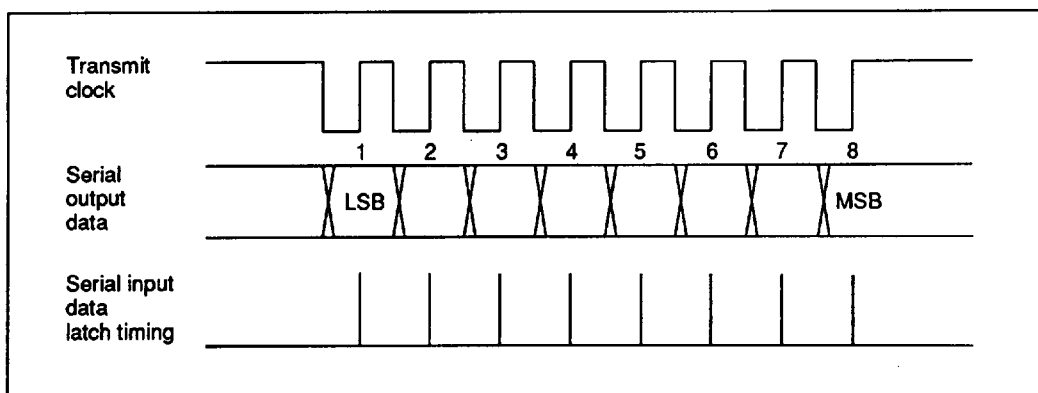 Transmit
clock
1 2 3 4 5 6 7 8
Serial
output
data
LSB
MSB
Serial input
data
latch timing